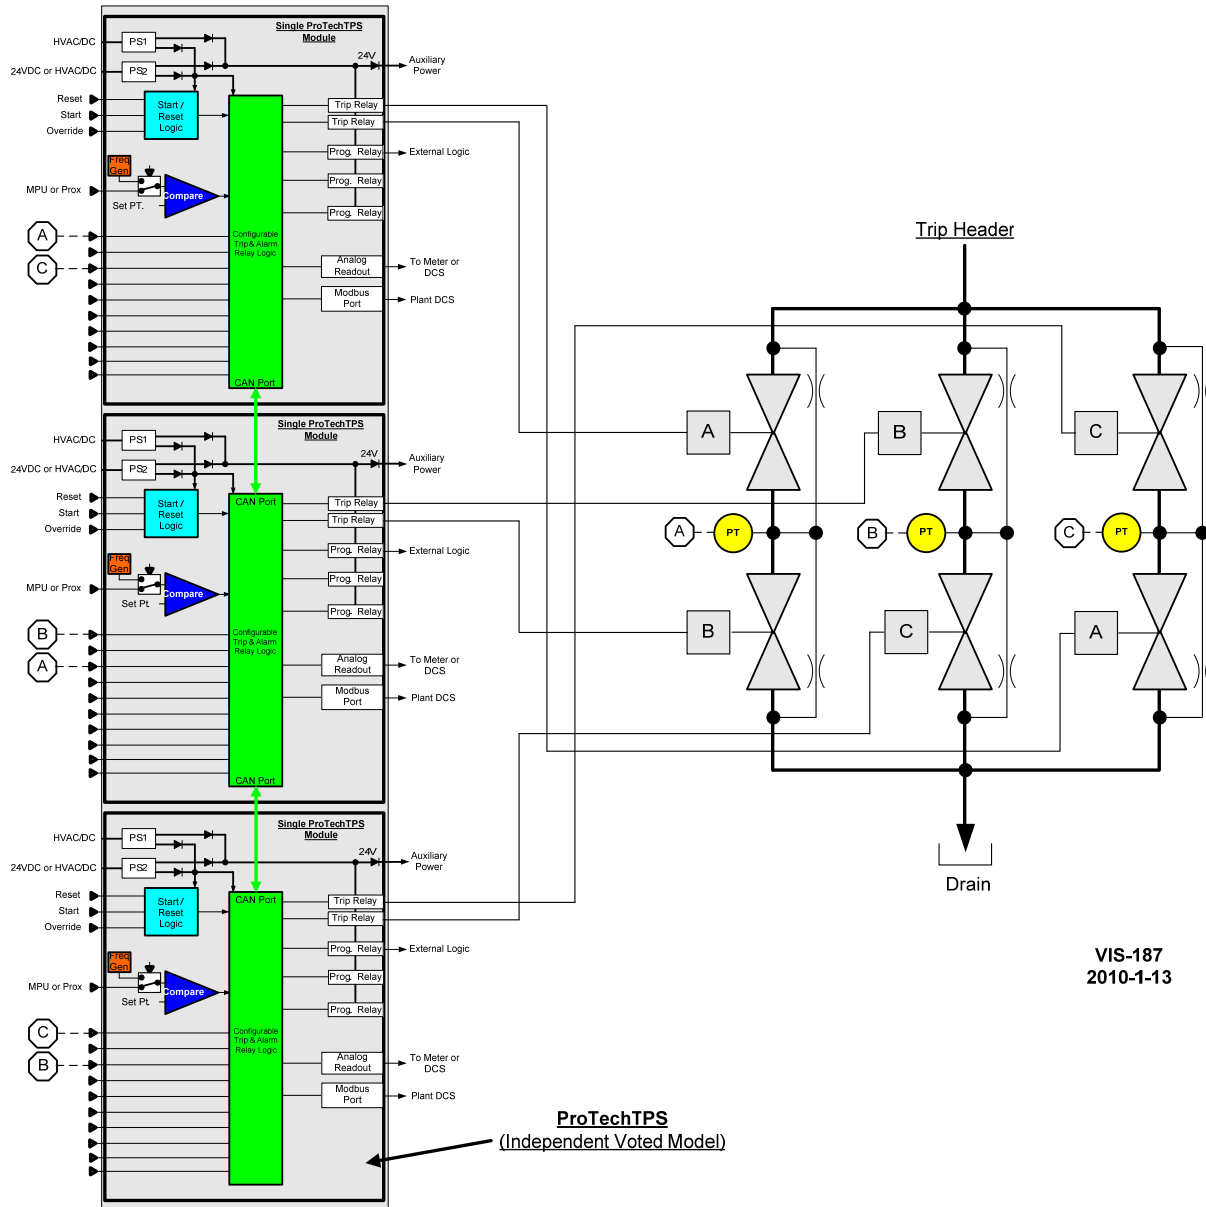 Single ProTechTPS
Module
HVAC/DC
PS1
24V
Auxiliary
Power
24VDC or HVAC/DC
PS2
Reset
Start
Override
Start /
Reset
Logic
Trip Relay
Trip Relay
Prog. Relay
External Logic
Freq
Gen
Prog. Relay
MPU or Prox
Compare
Set PT.
Prog. Relay
A
C
Configurable
Trip & Alarm
Relay Logic
Analog
Readout
To Meter or
DCS
Modbus
Port
Plant DCS
CAN Port
Single ProTechTPS
Module
HVAC/DC
PS1
24V
Auxiliary
Power
24VDC or HVAC/DC
PS2
Reset
Start
Override
Start /
Reset
Logic
CAN Port
Trip Relay
Trip Relay
Prog. Relay
External Logic
Freq
Gen
Prog. Relay
MPU or Prox
Compare
Set Pt.
Prog. Relay
B
A
Configurable
Trip & Alarm
Relay Logic
Analog
Readout
To Meter or
DCS
Modbus
Port
Plant DCS
CAN Port
Single ProTechTPS
Module
HVAC/DC
PS1
24V
Auxiliary
Power
24VDC or HVAC/DC
PS2
Reset
Start
Override
Start /
Reset
Logic
CAN Port
Trip Relay
Trip Relay
Prog. Relay
External Logic
Freq
Gen
Prog. Relay
MPU or Prox
Compare
Set Pt.
Prog. Relay
C
B
Configurable
Trip & Alarm
Relay Logic
Analog
Readout
To Meter or
DCS
Modbus
Port
Plant DCS
Trip Header
A
B
C
A
PT
B
PT
C
PT
B
C
A
Drain
VIS-187
2010-1-13
ProTechTPS
(Independent Voted Model)